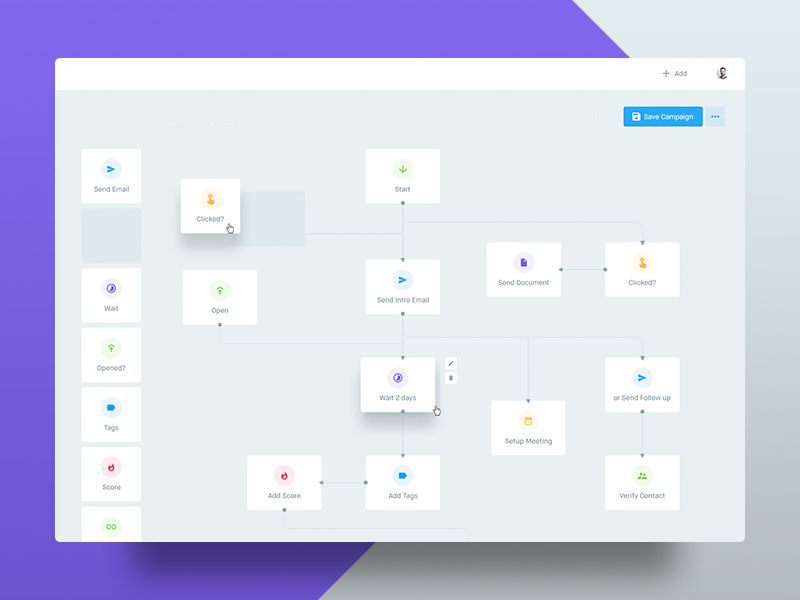 Add
Save Campaign
Send Email
Clicked?
Start
Wait
Open
Send Intro Email
Send Document
Clicked?
Opened?
Wait 2 days
or Send Follow up
Tags
Setup Meeting
Score
Add Score
Add Tags
Verify Contact